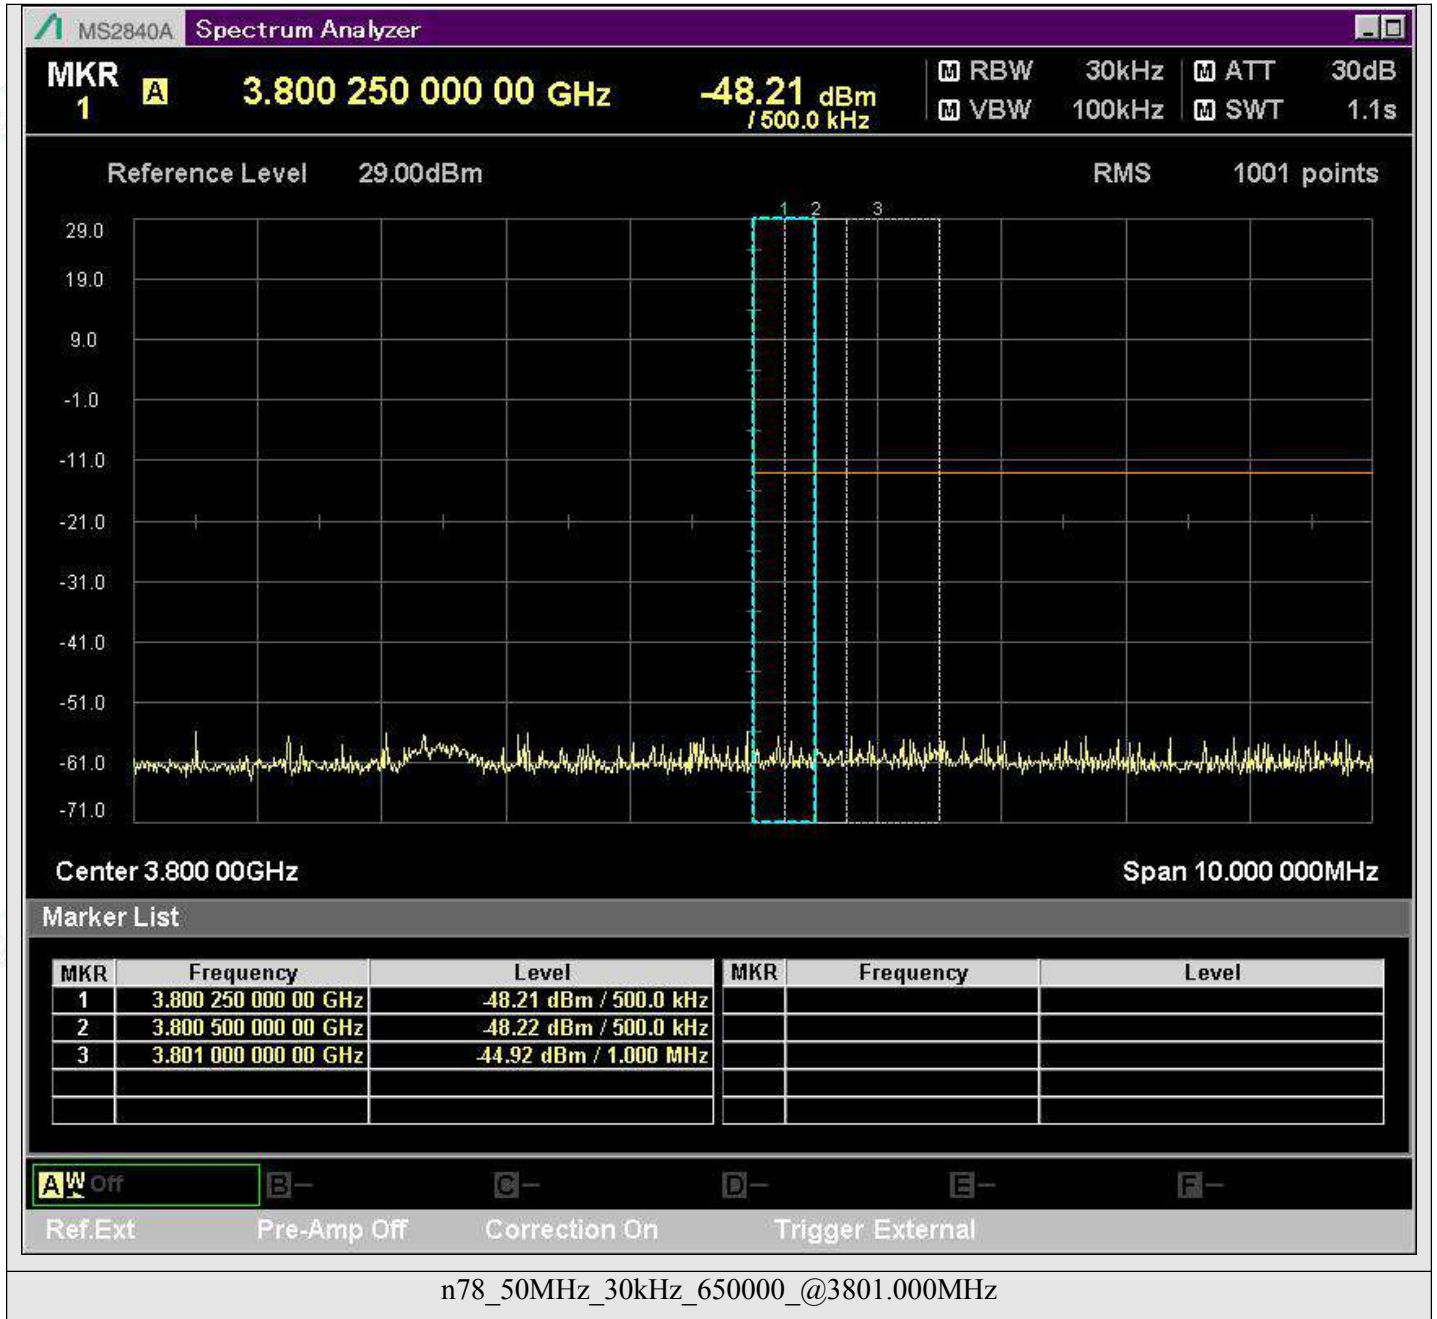 MS2840A Spectrum Analyzer
MKR 1 A 3.800 250 000 00 GHz -48.21 dBm / 500.0 kHz
M RBW 30kHz M ATT 30dB
M VBW 100kHz M SWT 1.1s
Reference Level 29.00dBm RMS 1001 points
1 2 3
29.0
19.0
9.0
-1.0
-11.0
-21.0
-31.0
-41.0
-51.0
-61.0
-71.0
Center 3.800 00GHz Span 10.000 000MHz
Marker List
MKR Frequency Level MKR Frequency Level
1 3.800 250 000 00 GHz -48.21 dBm / 500.0 kHz
2 3.800 500 000 00 GHz -48.22 dBm / 500.0 kHz
3 3.801 000 000 00 GHz -44.92 dBm / 1.000 MHz
A W Off B – C – D – E – F –
Ref.Ext Pre-Amp Off Correction On Trigger External
n78_50MHz_30kHz_650000_@3801.000MHz